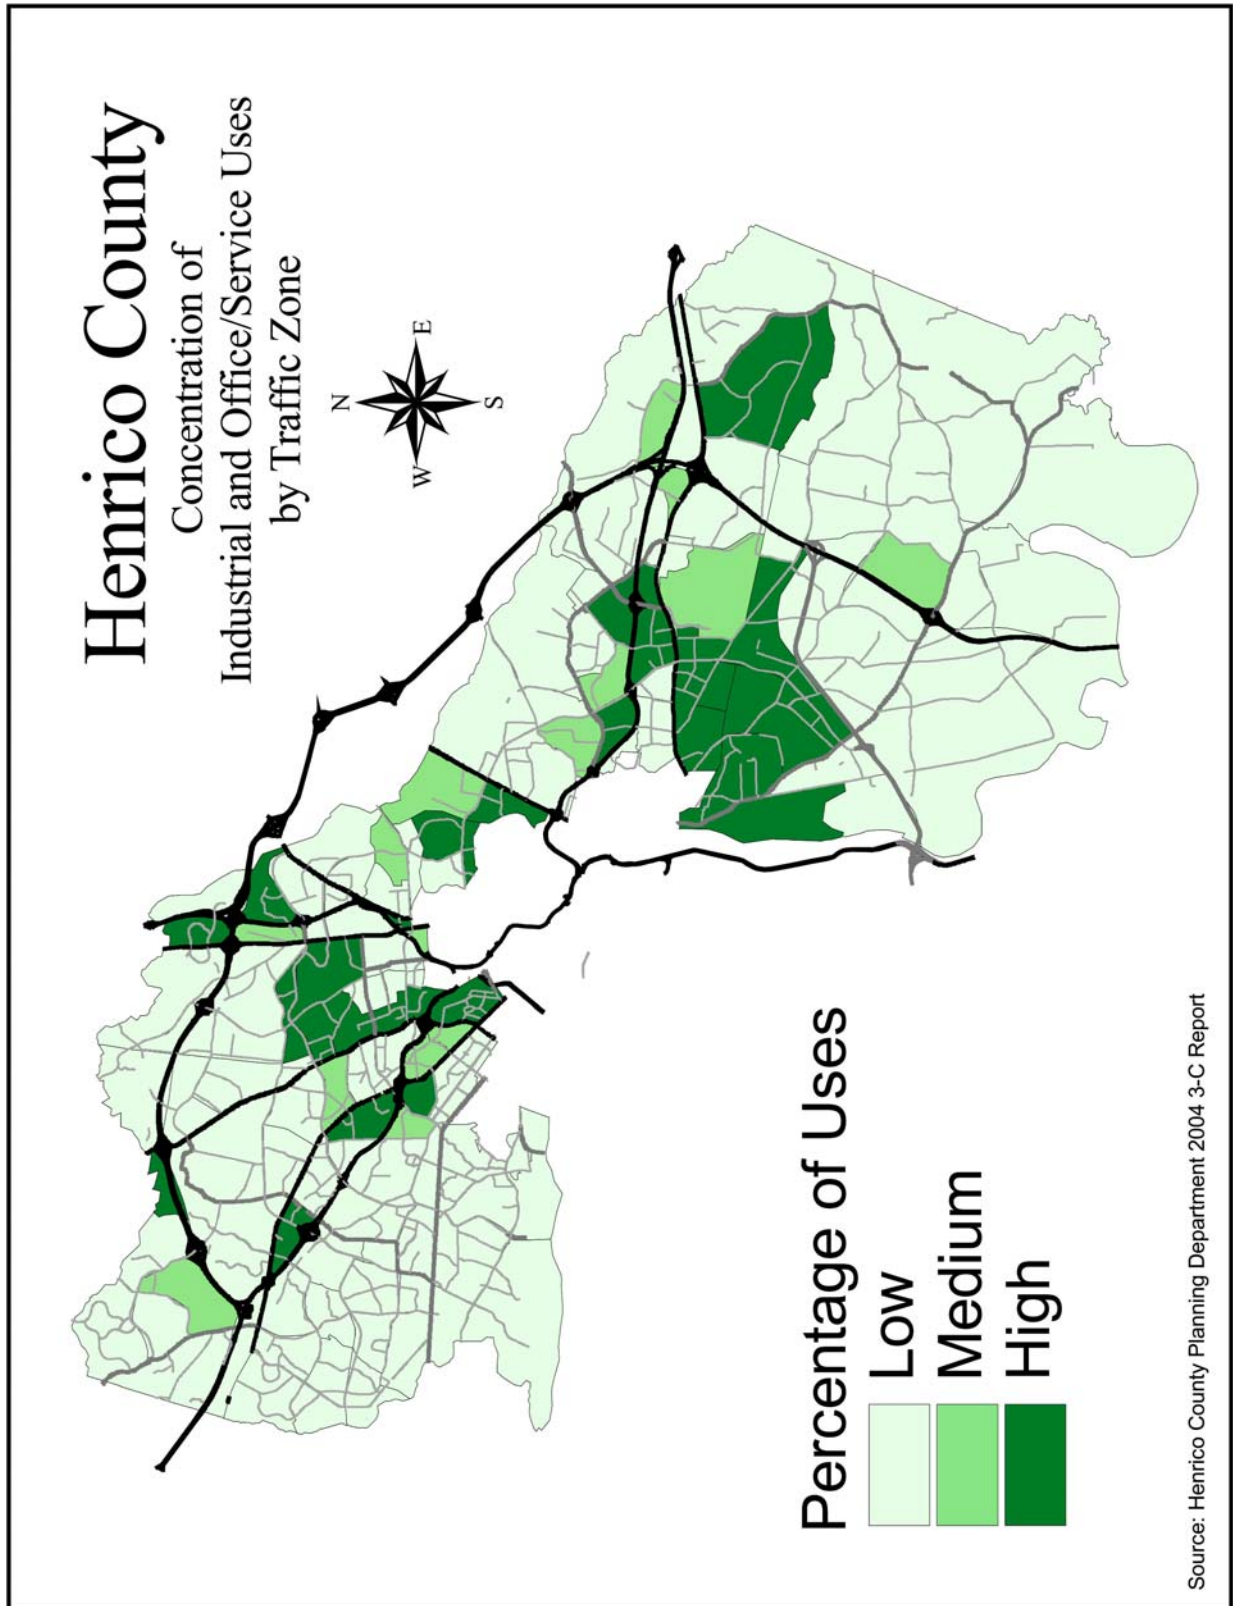 Henrico County
Concentration of
Industrial and Office/Service Uses
by Traffic Zone
N
W
E
S
Percentage of Uses
Low
Medium
High
Source: Henrico County Planning Department 2004 3-C Report